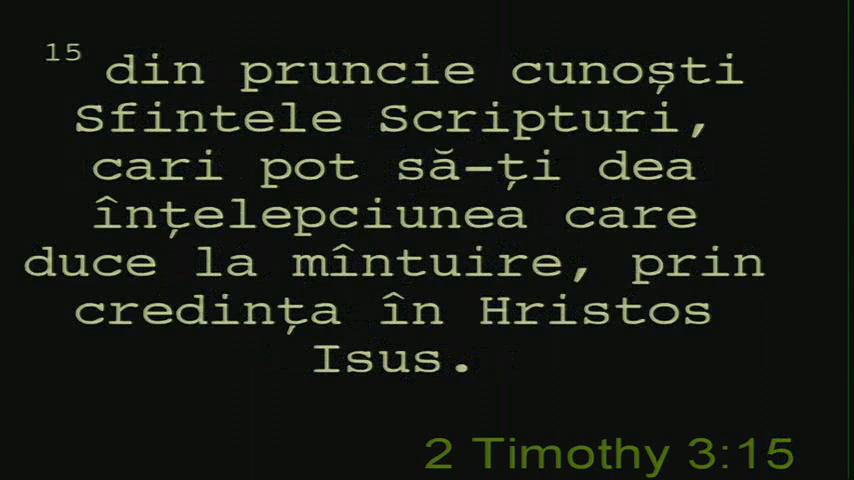 15 din pruncie cunoști
Sfintele Scripturi,
cari pot să-ți dea
înțelepciunea care
duce la mîntuire, prin
credința în Hristos
Isus.
2 Timothy 3:15